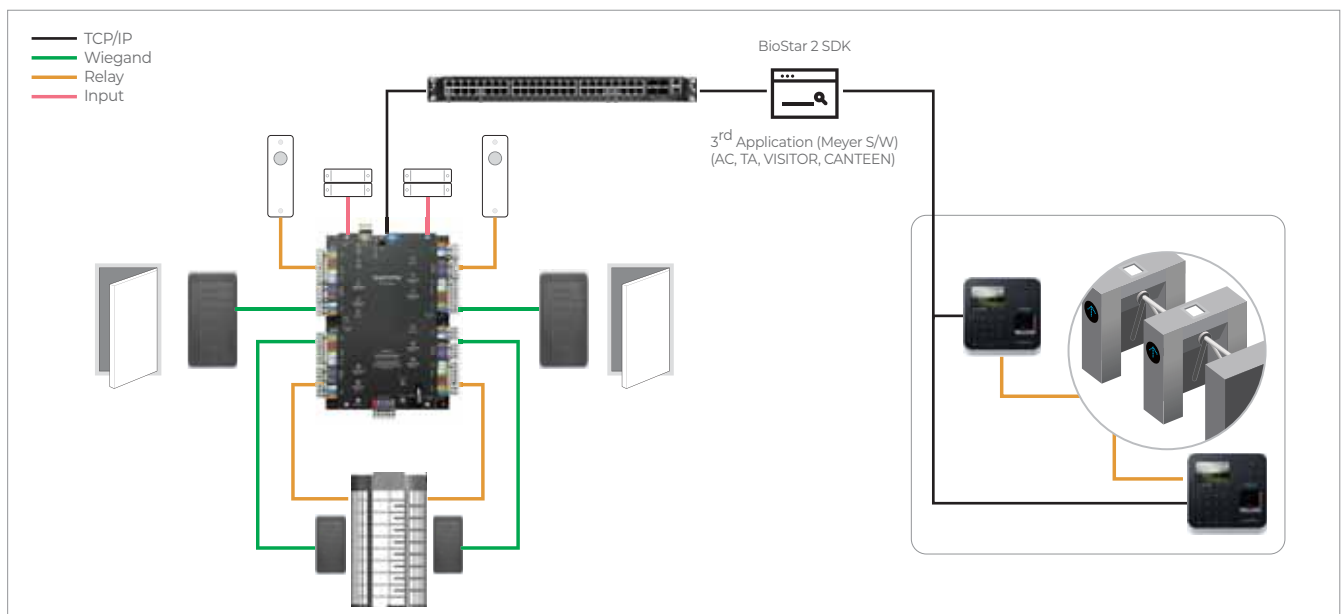 TCP/IP
Wiegand
Relay
Input
BioStar 2 SDK
3rd Application (Meyer S/W)
(AC, TA, VISITOR, CANTEEN)